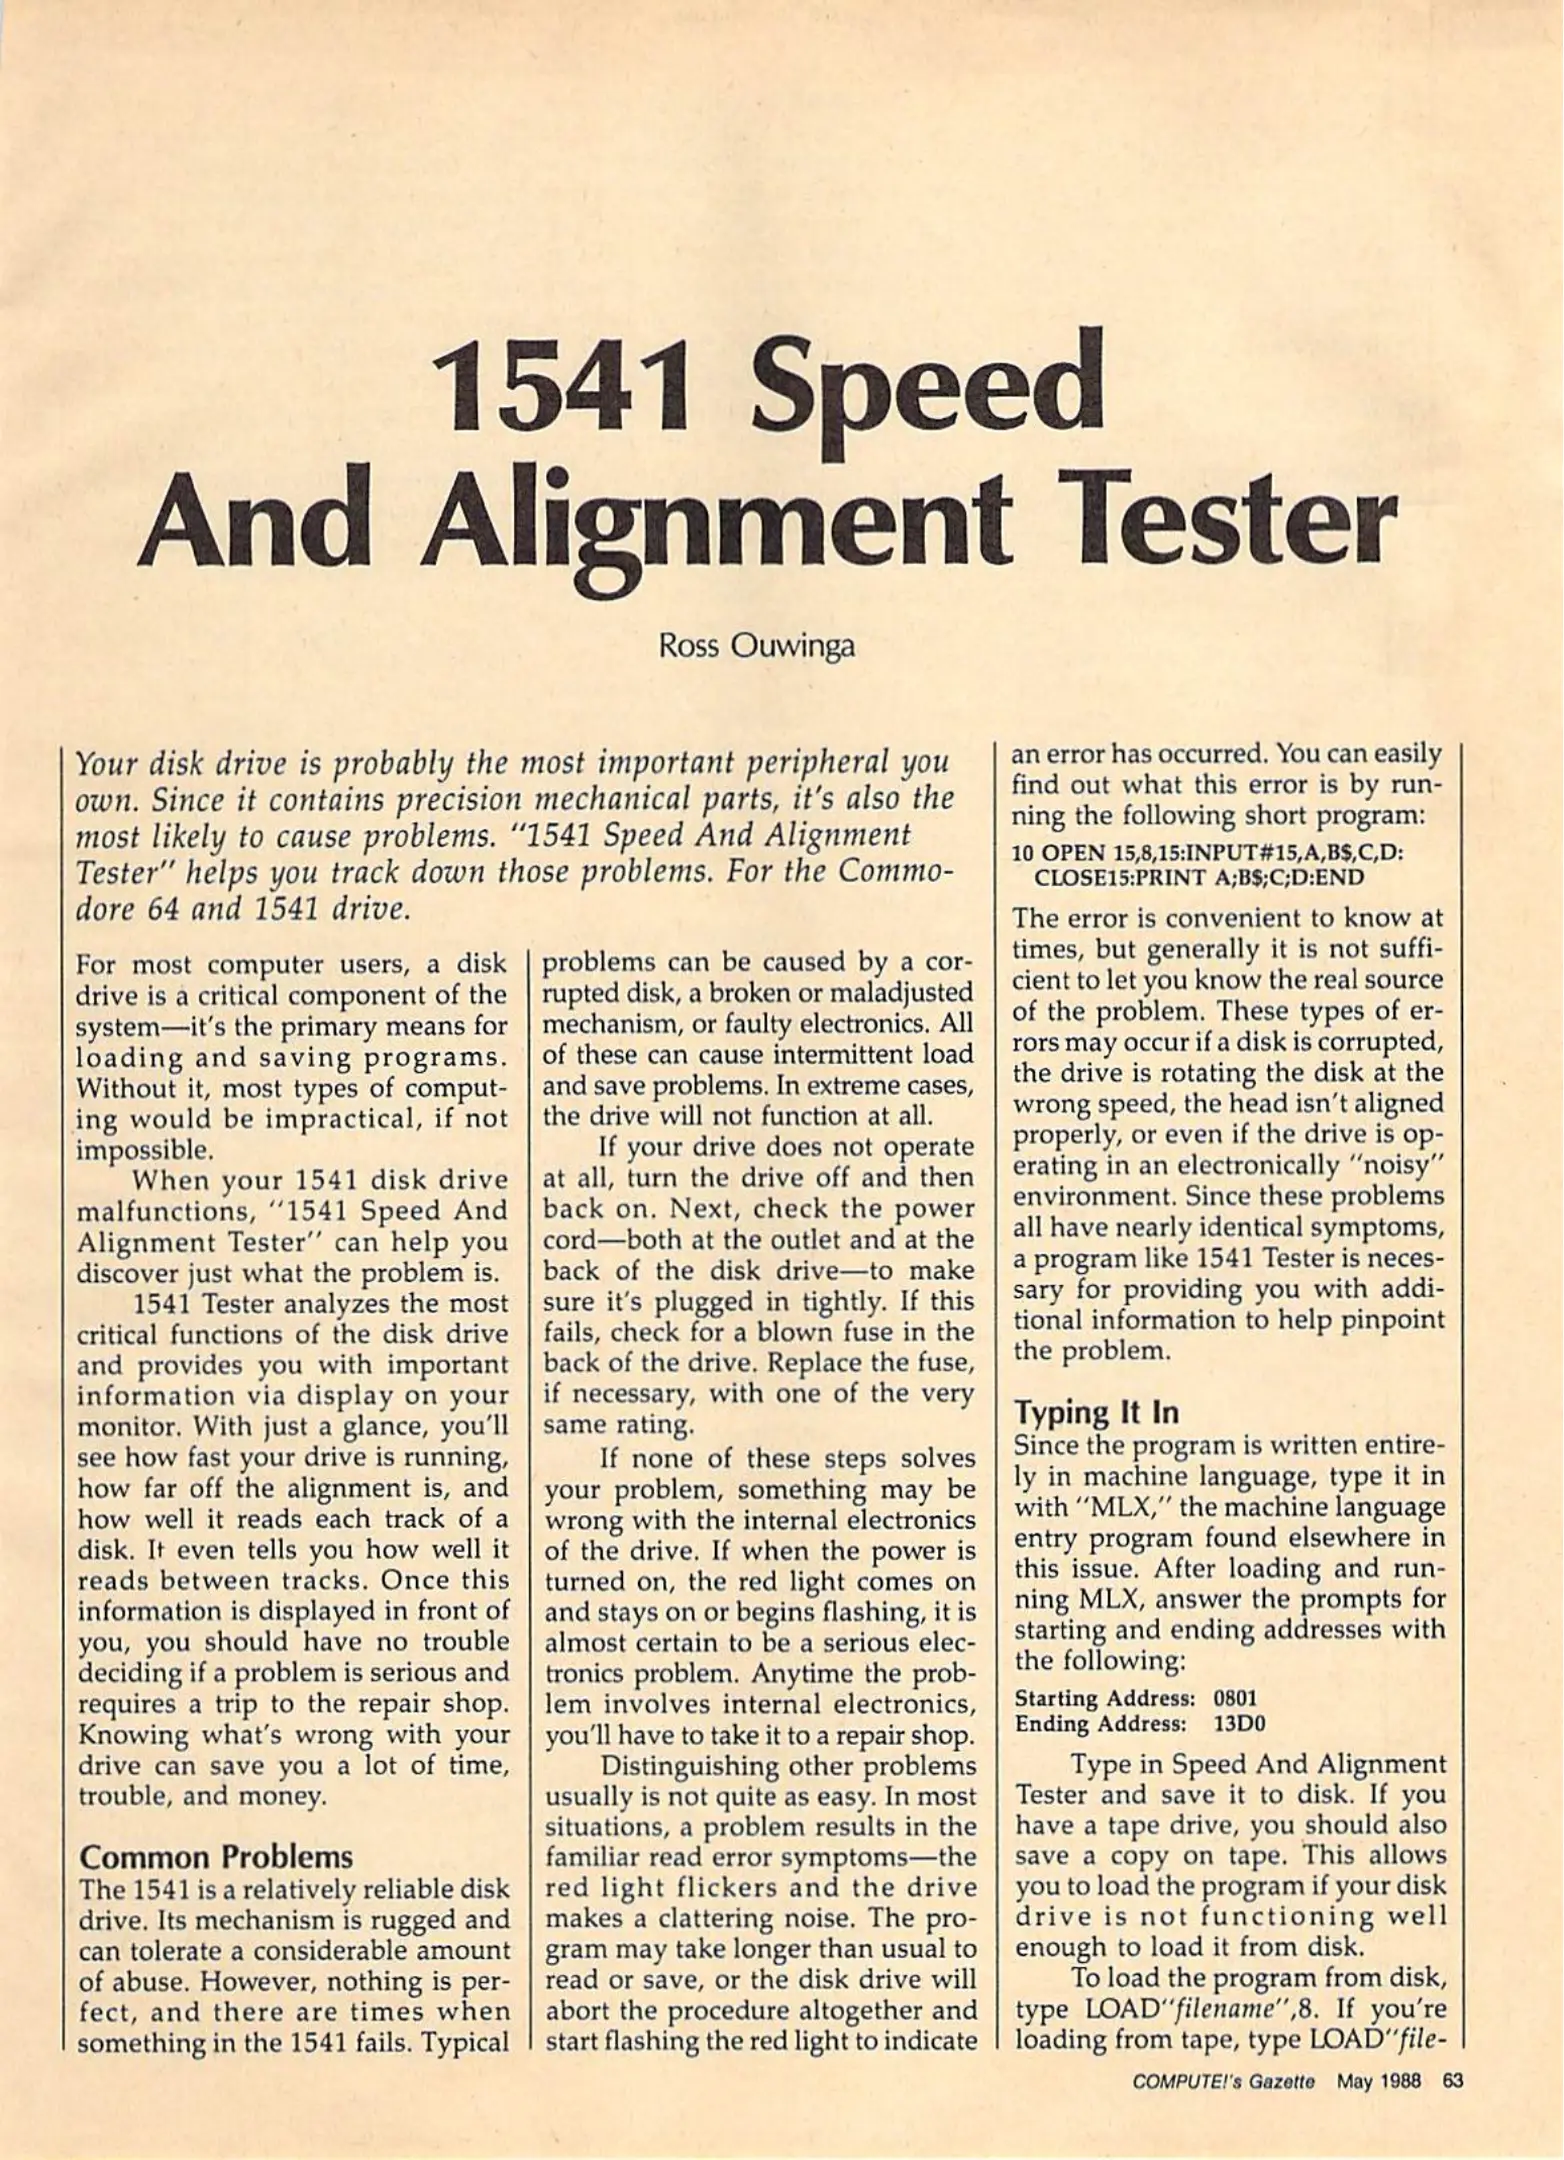 1541 Speed
And Alignment Tester
Ross Ouwinga
Your disk drive is probably the most important peripheral you
own. Since it contains precision mechanical parts, it's also the
most likely to cause problems. "1541 Speed And Alignment
Tester" helps you track down those problems. For the Commo-
dore 64 and 1541 drive.
For most computer users, a disk
drive is a critical component of the
system—it's the primary means for
loading and saving programs.
Without it, most types of comput-
ing would be impractical, if not
impossible.
When your 1541 disk drive
malfunctions, "1541 Speed And
Alignment Tester" can help you
discover just what the problem is.
1541 Tester analyzes the most
critical functions of the disk drive
and provides you with important
information via display on your
monitor. With just a glance, you'll
see how fast your drive is running,
how far off the alignment is, and
how well it reads each track of a
disk. It even tells you how well it
reads between tracks. Once this
information is displayed in front of
you, you should have no trouble
deciding if a problem is serious and
requires a trip to the repair shop.
Knowing what's wrong with your
drive can save you a lot of time,
trouble, and money.
Common Problems
The 1541 is a relatively reliable disk
drive. Its mechanism is rugged and
can tolerate a considerable amount
of abuse. However, nothing is per-
fect, and there are times when
something in the 1541 fails. Typical
problems can be caused by a cor-
rupted disk, a broken or maladjusted
mechanism, or faulty electronics. All
of these can cause intermittent load
and save problems. In extreme cases,
the drive will not function at all.
If your drive does not operate
at all, turn the drive off and then
back on. Next, check the power
cord—both at the outlet and at the
back of the disk drive—to make
sure it's plugged in tightly. If this
fails, check for a blown fuse in the
back of the drive. Replace the fuse,
if necessary, with one of the very
same rating.
If none of these steps solves
your problem, something may be
wrong with the internal electronics
of the drive. If when the power is
turned on, the red light comes on
and stays on or begins flashing, it is
almost certain to be a serious elec-
tronics problem. Anytime the prob-
lem involves internal electronics,
you'll have to take it to a repair shop.
Distinguishing other problems
usually is not quite as easy. In most
situations, a problem results in the
familiar read error symptoms—the
red light flickers and the drive
makes a clattering noise. The pro-
gram may take longer than usual to
read or save, or the disk drive will
abort the procedure altogether and
start flashing the red light to indicate
an error has occurred. You can easily
find out what this error is by run-
ning the following short program:
10 OPEN 15,8,15:INPUT#15,A,B$,C,D:
CLOSE15:PRINT A;B$;C;D:END
The error is convenient to know at
times, but generally it is not suffi-
cient to let you know the real source
of the problem. These types of er-
rors may occur if a disk is corrupted,
the drive is rotating the disk at the
wrong speed, the head isn't aligned
properly, or even if the drive is op-
erating in an electronically "noisy"
environment. Since these problems
all have nearly identical symptoms,
a program like 1541 Tester is neces-
sary for providing you with addi-
tional information to help pinpoint
the problem.
Typing It In
Since the program is written entire-
ly in machine language, type it in
with "MLX," the machine language
entry program found elsewhere in
this issue. After loading and run-
ning MLX, answer the prompts for
starting and ending addresses with
the following:
Starting Address: 0801
Ending Address: 13D0
Type in Speed And Alignment
Tester and save it to disk. If you
have a tape drive, you should also
save a copy on tape. This allows
you to load the program if your disk
drive is not functioning well
enough to load it from disk.
To load the program from disk,
type LOAD"filename",8. If you're
loading from tape, type LOAD"file-
COMPUTE!'s Gazette May 1988 63